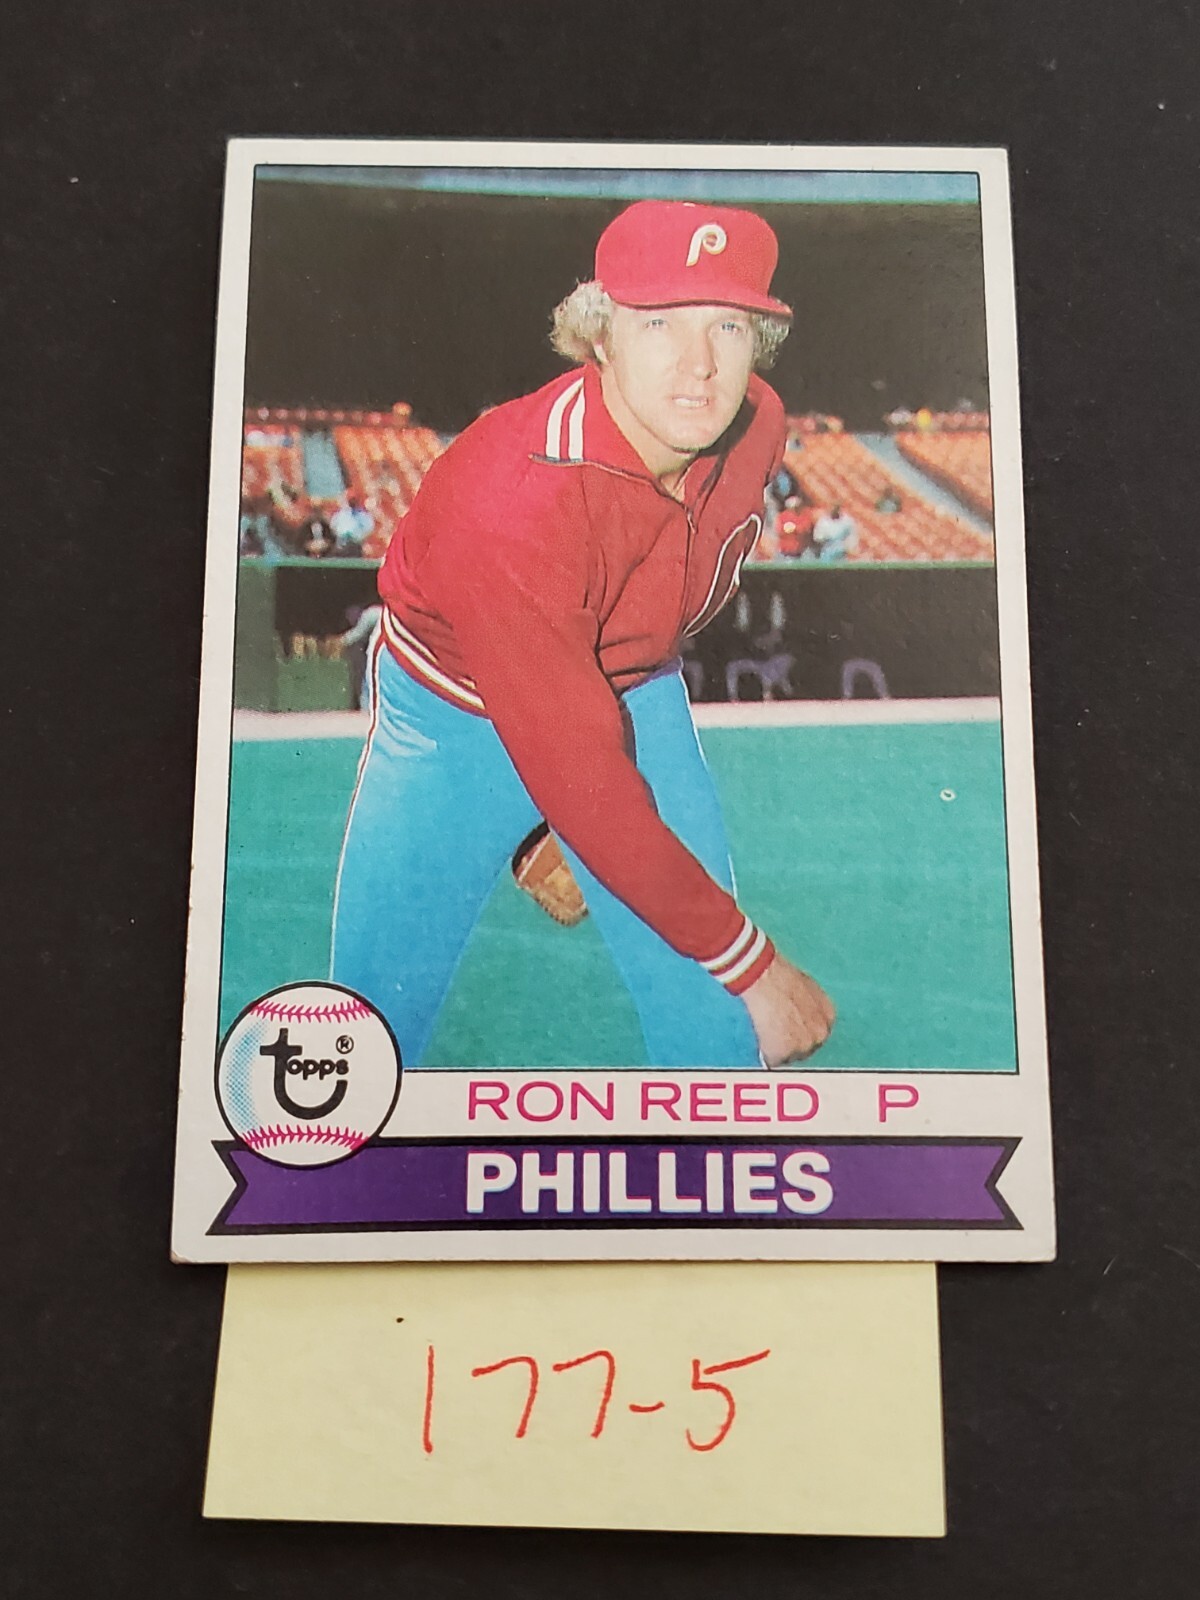 P
topps®
RON REED P
PHILLIES
177-5